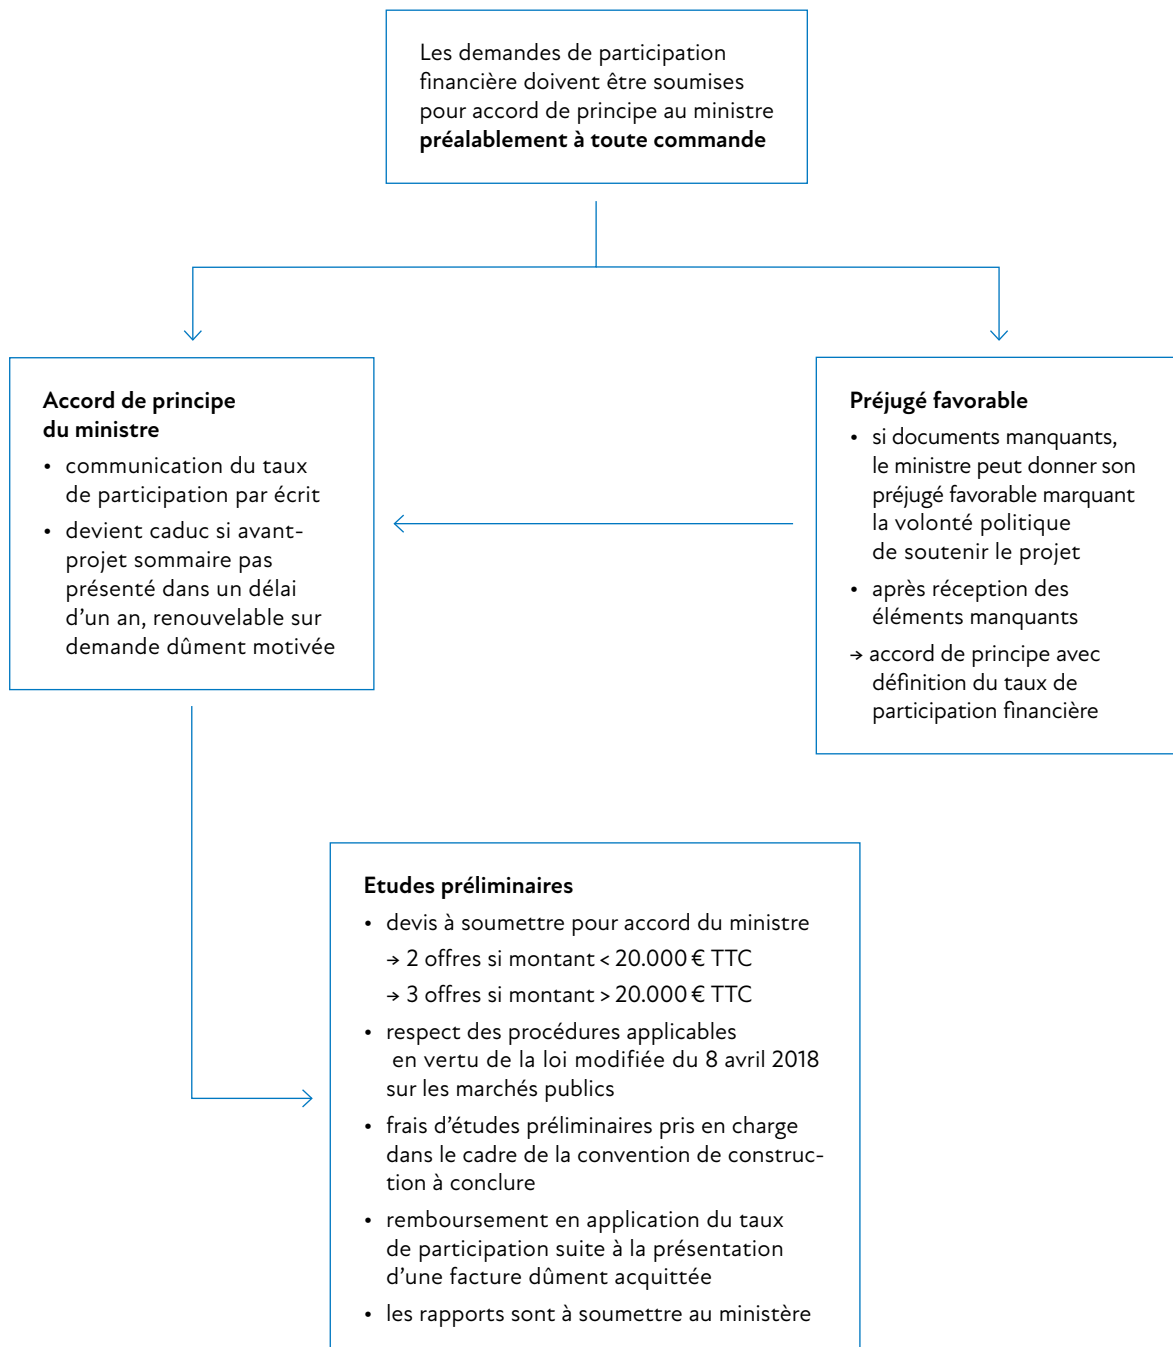 Les demandes de participation
financière doivent être soumises
pour accord de principe au ministre
préalablement à toute commande
Accord de principe
du ministre
• communication du taux
de participation par écrit
• devient caduc si avant-
projet sommaire pas
présenté dans un délai
d’un an, renouvelable sur
demande dûment motivée
Préjugé favorable
• si documents manquants,
le ministre peut donner son
préjugé favorable marquant
la volonté politique
de soutenir le projet
• après réception des
éléments manquants
→ accord de principe avec
définition du taux de
participation financière
Etudes préliminaires
• devis à soumettre pour accord du ministre
→ 2 offres si montant < 20.000 € TTC
→ 3 offres si montant > 20.000 € TTC
• respect des procédures applicables
en vertu de la loi modifiée du 8 avril 2018
sur les marchés publics
• frais d’études préliminaires pris en charge
dans le cadre de la convention de construc-
tion à conclure
• remboursement en application du taux
de participation suite à la présentation
d’une facture dûment acquittée
• les rapports sont à soumettre au ministère